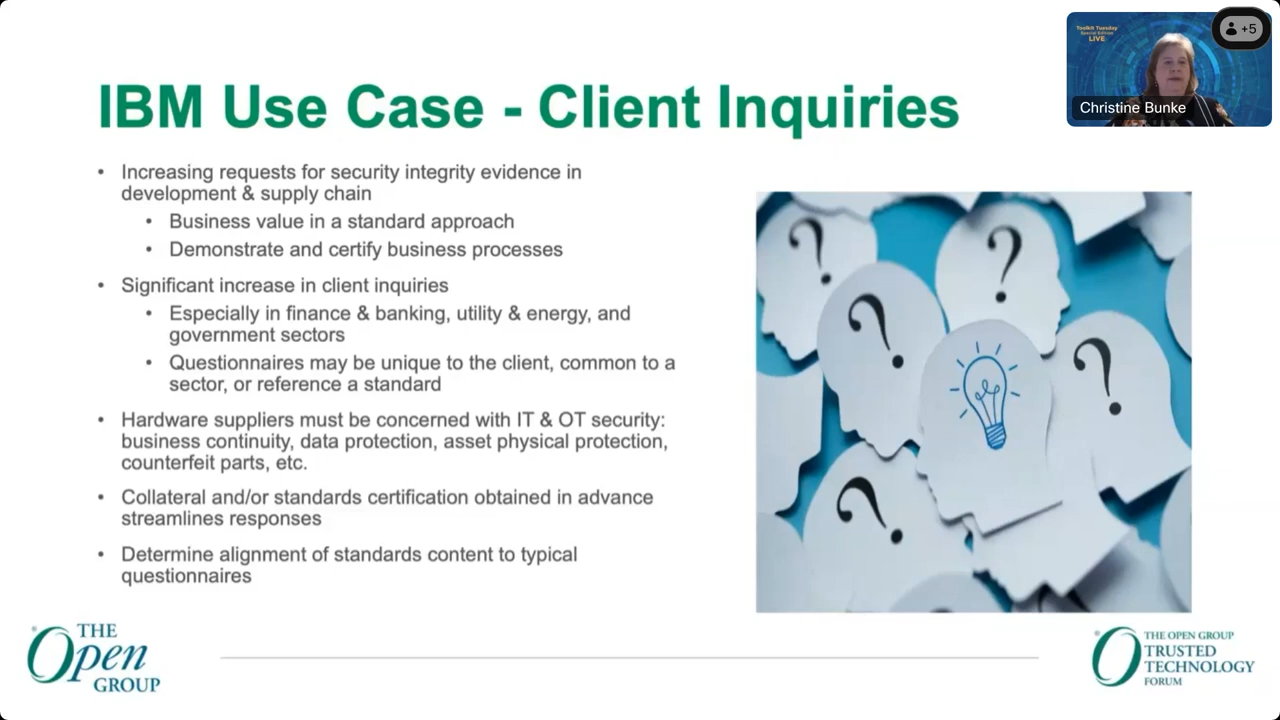 Toolkit Tuesday
Special Edition
LIVE
+5
Christine Bunke
IBM Use Case - Client Inquiries
• Increasing requests for security integrity evidence in
development & supply chain
• Business value in a standard approach
• Demonstrate and certify business processes
• Significant increase in client inquiries
• Especially in finance & banking, utility & energy, and
government sectors
• Questionnaires may be unique to the client, common to a
sector, or reference a standard
• Hardware suppliers must be concerned with IT & OT security:
business continuity, data protection, asset physical protection,
counterfeit parts, etc.
• Collateral and/or standards certification obtained in advance
streamlines responses
• Determine alignment of standards content to typical
questionnaires
?
?
?
?
?
THE
Open
GROUP
®
THE OPEN GROUP
TRUSTED
TECHNOLOGY
FORUM